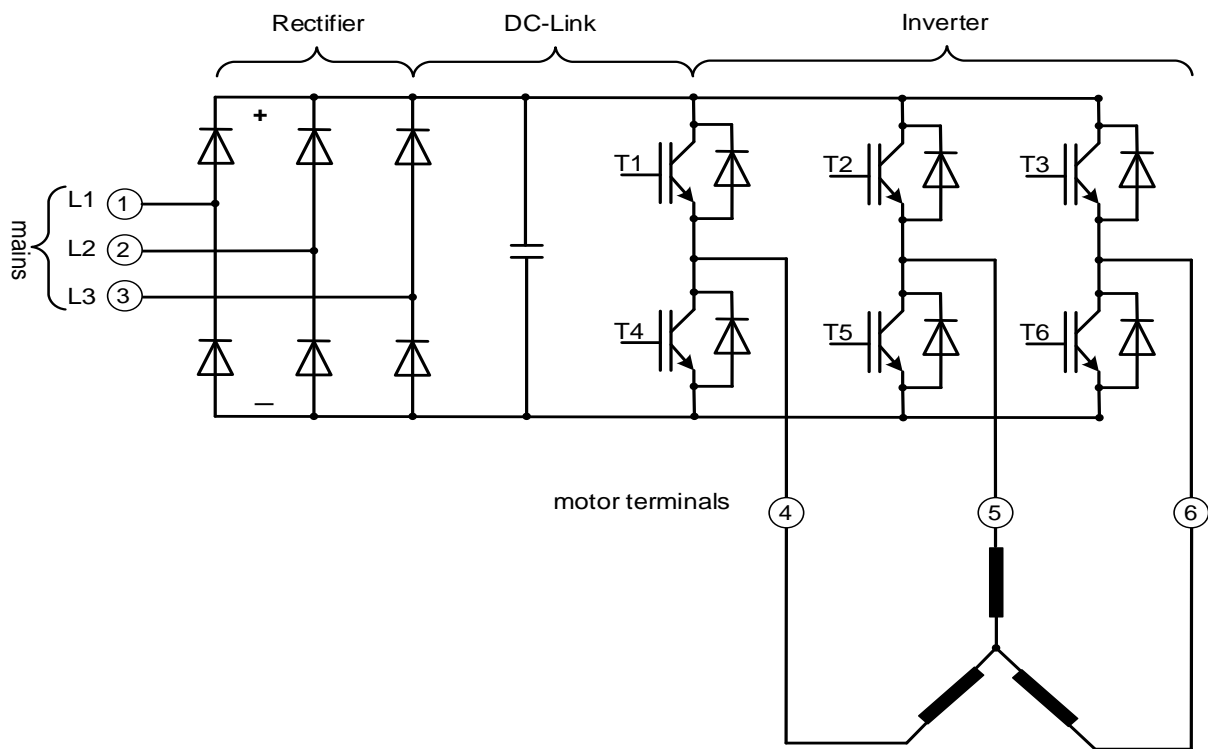 Rectifier
DC-Link
Inverter
+
T1
T2
T3
mains
L1 1
L2 2
L3 3
T4
T5
T6
–
motor terminals
4
5
6